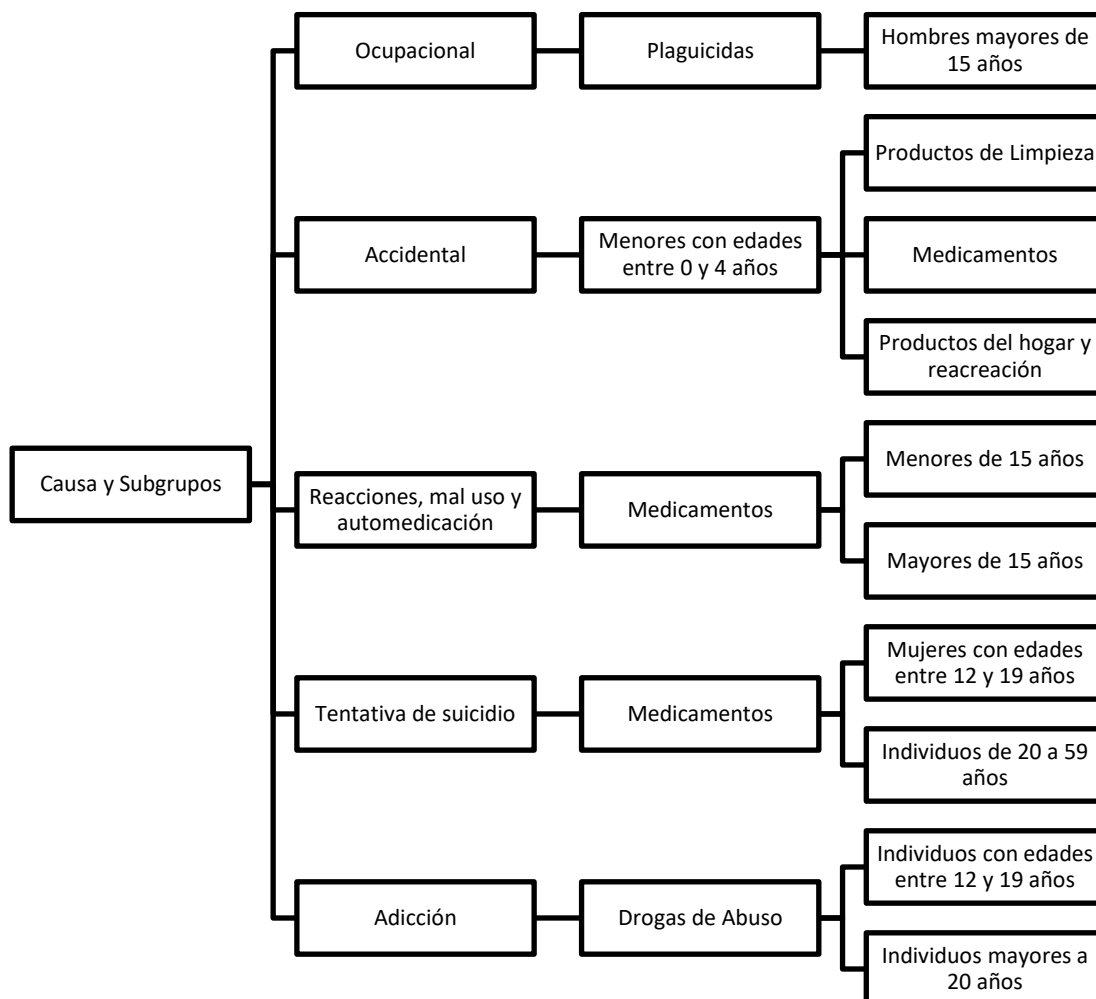 Ocupacional
Plaguicidas
Hombres mayores de
15 años
Productos de Limpieza
Accidental
Menores con edades
entre 0 y 4 años
Medicamentos
Productos del hogar y
reacreación
Causa y Subgrupos
Reacciones, mal uso y
automedicación
Medicamentos
Menores de 15 años
Mayores de 15 años
Tentativa de suicidio
Medicamentos
Mujeres con edades
entre 12 y 19 años
Individuos de 20 a 59
años
Adicción
Drogas de Abuso
Individuos con edades
entre 12 y 19 años
Individuos mayores a
20 años